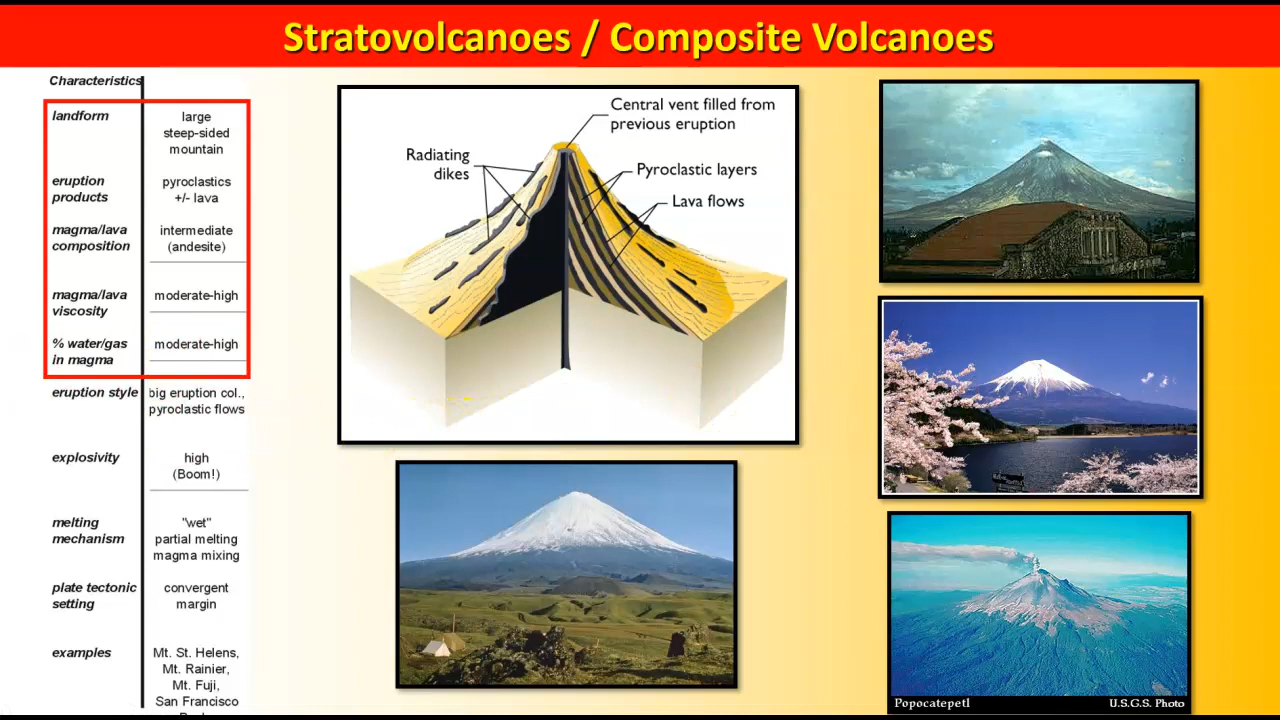 Stratovolcanoes / Composite Volcanoes
Characteristics
landform
large
steep-sided
mountain
eruption
products
pyroclastics
+/- lava
magma/lava
composition
intermediate
(andesite)
magma/lava
viscosity
moderate-high
% water/gas
in magma
moderate-high
eruption style
big eruption col.,
pyroclastic flows
explosivity
high
(Boom!)
melting
mechanism
"wet"
partial melting
magma mixing
plate tectonic
setting
convergent
margin
examples
Mt. St. Helens,
Mt. Rainier,
Mt. Fuji,
San Francisco
Central vent filled from
previous eruption
Radiating
dikes
Pyroclastic layers
Lava flows
Popocatepetl
U.S.G.S. Photo